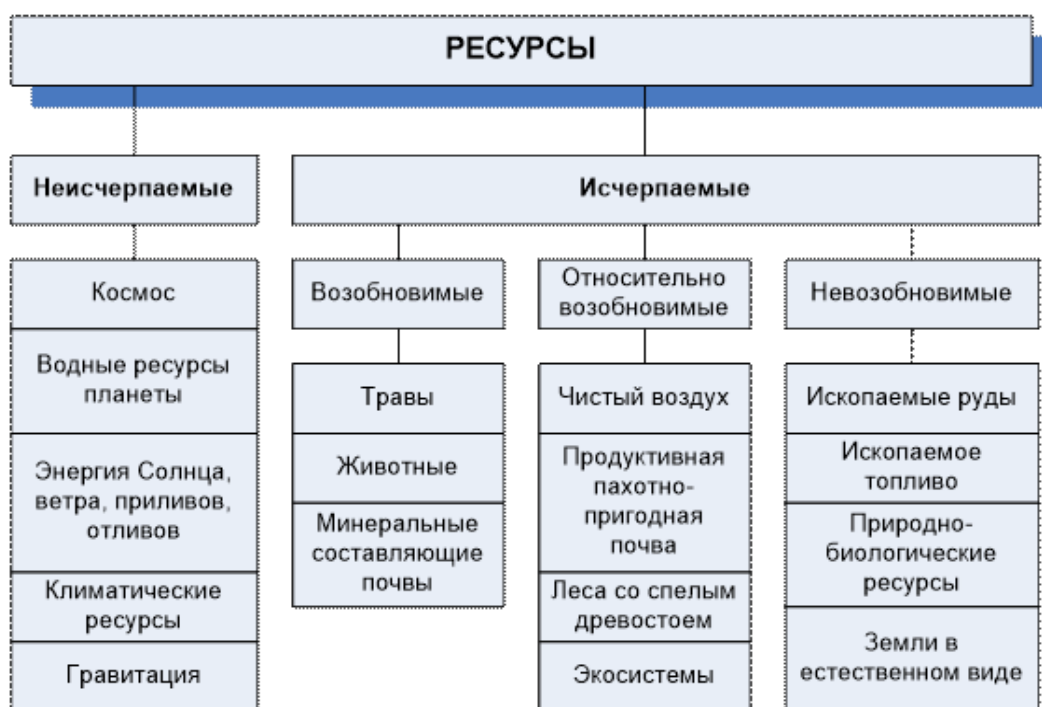 РЕСУРСЫ
Неисчерпаемые
Исчерпаемые
Космос
Водные ресурсы
планеты
Энергия Солнца,
ветра, приливов,
отливов
Климатические
ресурсы
Гравитация
Возобновимые
Травы
Животные
Минеральные
составляющие
почвы
Относительно
возобновимые
Чистый воздух
Продуктивная
пахотно-
пригодная
почва
Леса со спелым
древостоем
Экосистемы
Невозобновимые
Ископаемые руды
Ископаемое
топливо
Природно-
биологические
ресурсы
Земли в
естественном виде